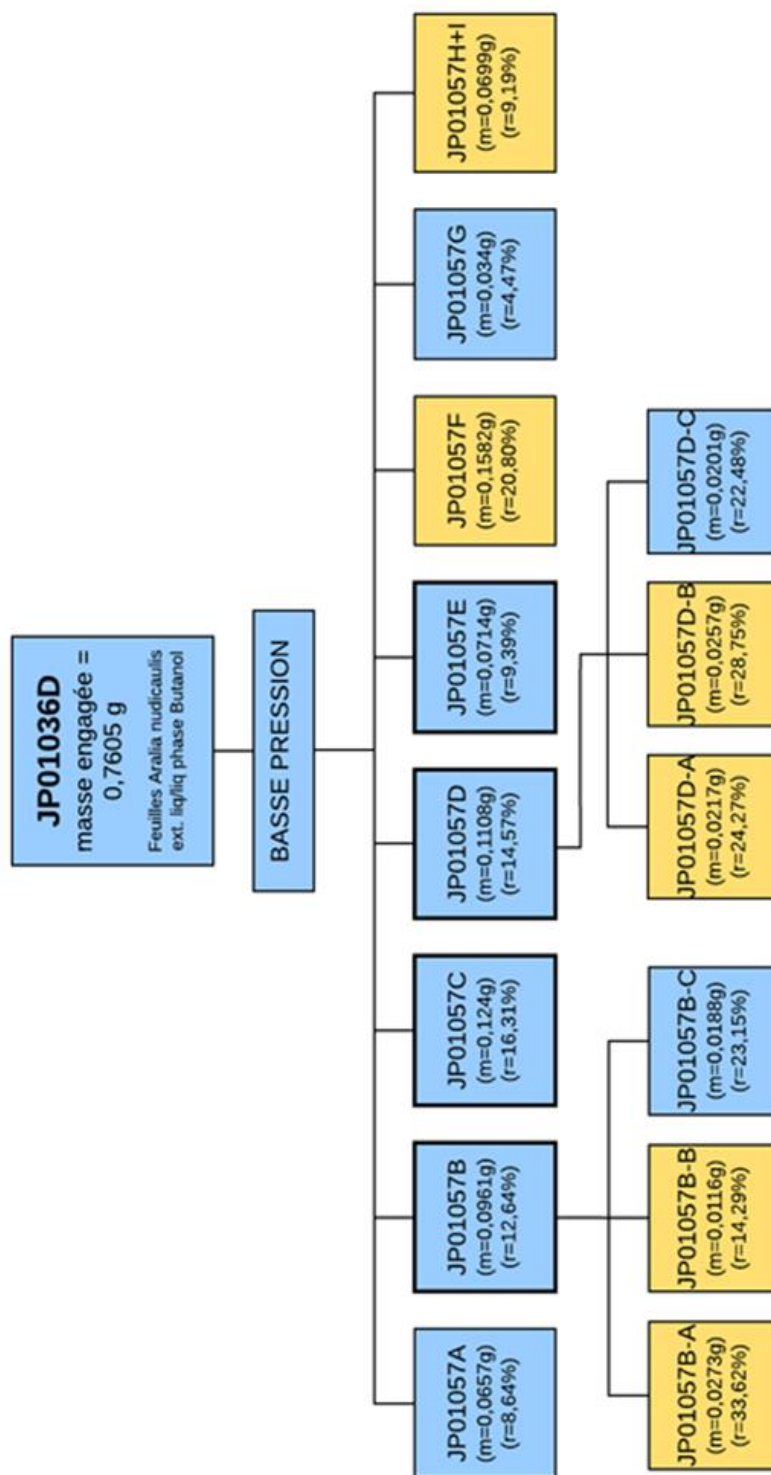 JP01036D
masse engagée =
0,7605 g
Feuilles Aralia nudicaulis
ext. liq/liq phase Butanol
BASSE PRESSION
JP01057A
(m=0,0657g)
(r=8,64%)
JP01057B
(m=0,0961g)
(r=12,64%)
JP01057C
(m=0,124g)
(r=16,31%)
JP01057D
(m=0,1108g)
(r=14,57%)
JP01057E
(m=0,0714g)
(r=9,39%)
JP01057F
(m=0,1582g)
(r=20,80%)
JP01057G
(m=0,034g)
(r=4,47%)
JP01057H+I
(m=0,0699g)
(r=9,19%)
JP01057B-A
(m=0,0273g)
(r=33,62%)
JP01057B-B
(m=0,0116g)
(r=14,29%)
JP01057B-C
(m=0,0188g)
(r=23,15%)
JP01057D-A
(m=0,0217g)
(r=24,27%)
JP01057D-B
(m=0,0257g)
(r=28,75%)
JP01057D-C
(m=0,0201g)
(r=22,48%)